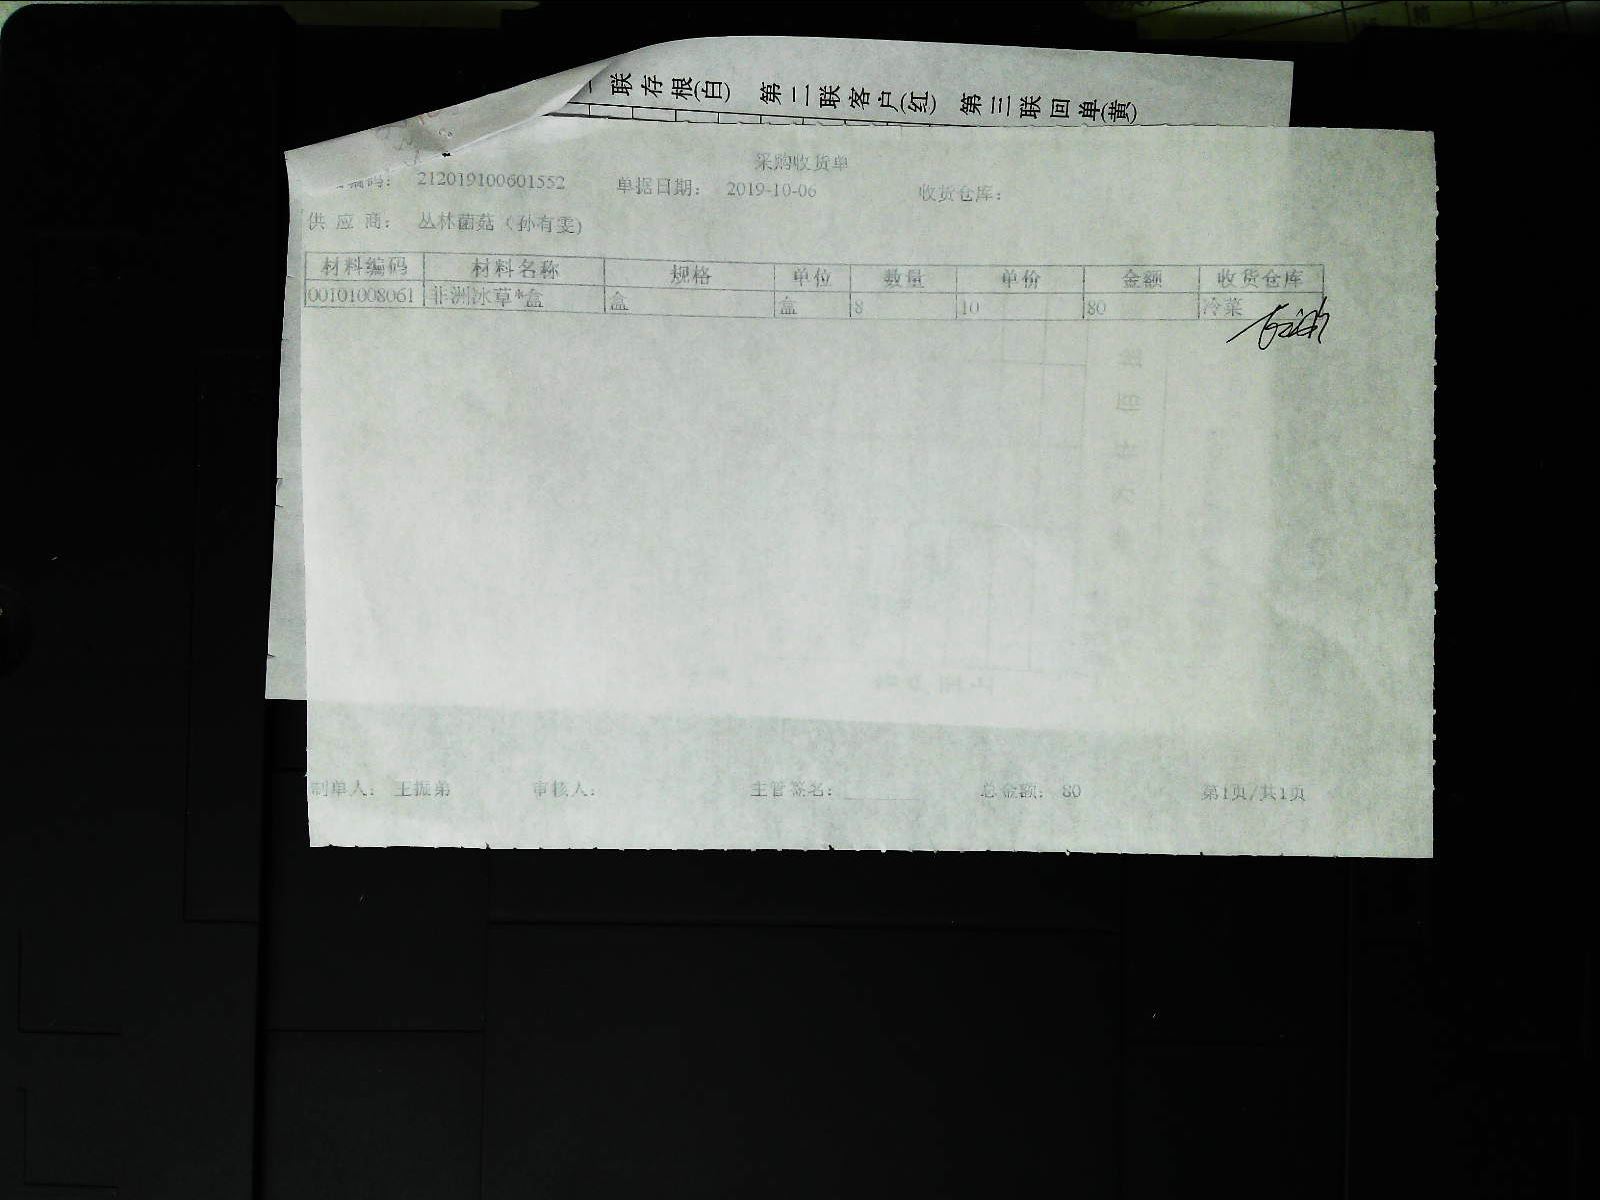 联存根(白) 第二联客户(红) 第三联回单(黄)
采购收货单
编码： 212019100601552 单据日期： 2019-10-06 收货仓库：
供应商： 丛林菌菇（孙有雯）
材料编码 材料名称 规格 单位 数量 单价 金额 收货仓库
00101008061 非洲冰草*盒 盒 盒 8 10 80 冷菜
制单人： 王振弟 审核人： 主管签名： 总金额： 80 第1页/共1页